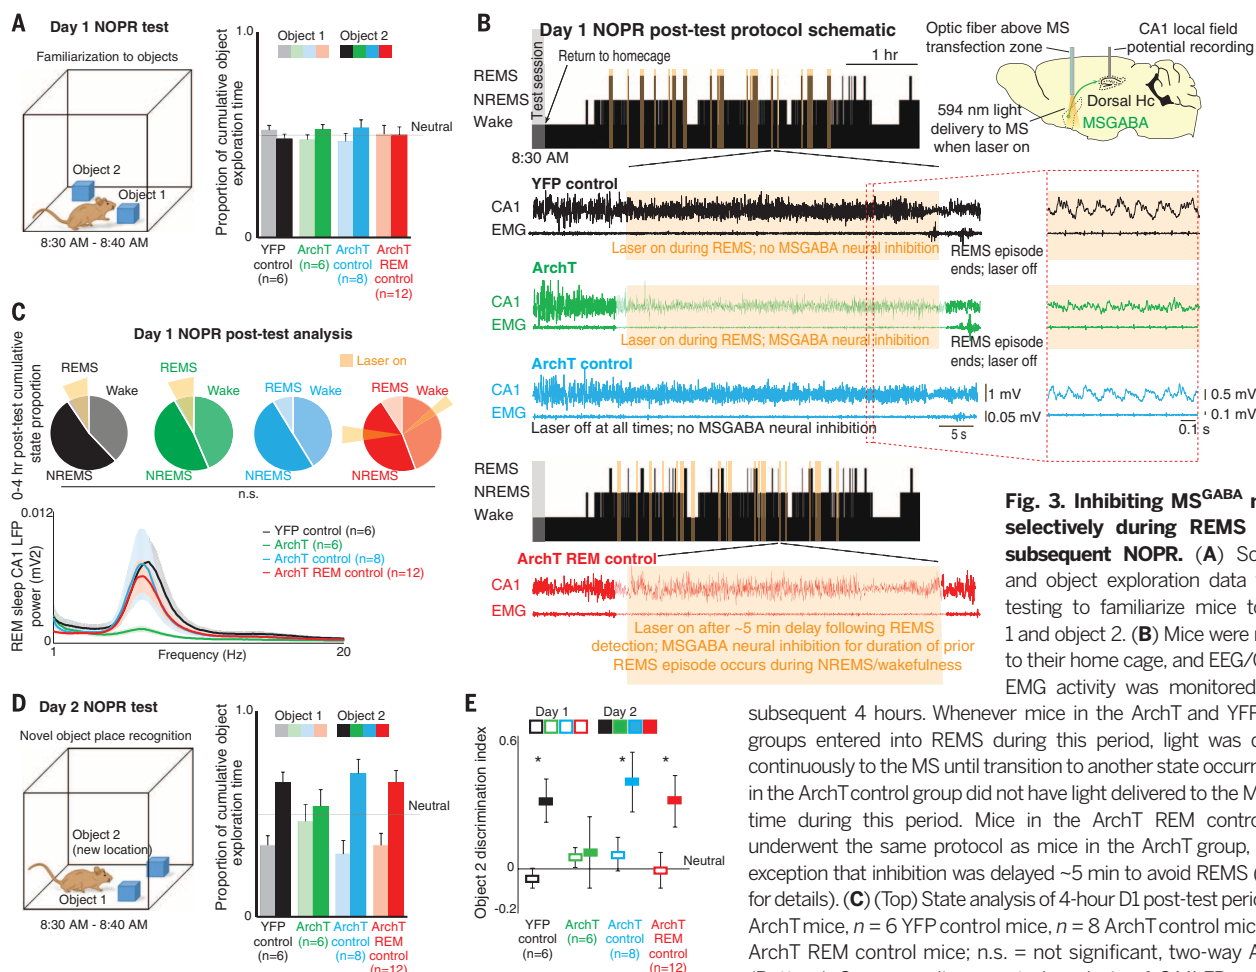 A
Day 1 NOPR test
Familiarization to objects
Object 2
Object 1
8:30 AM - 8:40 AM
Proportion of cumulative object
exploration time
1.0
0
Object 1
Object 2
Neutral
YFP
control
(n=6)
ArchT
(n=6)
ArchT
control
(n=8)
ArchT
REM
control
(n=12)
B
Day 1 NOPR post-test protocol schematic
Test session
Return to homecage
1 hr
REMS
NREMS
Wake
8:30 AM
Optic fiber above MS
transfection zone
CA1 local field
potential recording
594 nm light
delivery to MS
when laser on
Dorsal Hc
MSGABA
YFP control
CA1
EMG
Laser on during REMS; no MSGABA neural inhibition
REMS episode
ends; laser off
ArchT
CA1
EMG
Laser on during REMS; MSGABA neural inhibition
REMS episode
ends; laser off
ArchT control
CA1
EMG
Laser off at all times; no MSGABA neural inhibition
1 mV
0.05 mV
5 s
0.5 mV
0.1 mV
0.1 s
REMS
NREMS
Wake
ArchT REM control
CA1
EMG
Laser on after ~5 min delay following REMS
detection; MSGABA neural inhibition for duration of prior
REMS episode occurs during NREMS/wakefulness
C
Day 1 NOPR post-test analysis
Laser on
0-4 hr post-test cumulative
state proportion
REMS
Wake
NREMS
REMS
Wake
NREMS
REMS
Wake
NREMS
REMS
Wake
NREMS
n.s.
REM sleep CA1 LFP
power (mV2)
0.012
0
1
Frequency (Hz)
20
YFP control (n=6)
ArchT (n=6)
ArchT control (n=8)
ArchT REM control (n=12)
D
Day 2 NOPR test
Novel object place recognition
Object 2
(new location)
Object 1
8:30 AM - 8:40 AM
Proportion of cumulative object
exploration time
1.0
0
Object 1
Object 2
Neutral
YFP
control
(n=6)
ArchT
(n=6)
ArchT
control
(n=8)
ArchT
REM
control
(n=12)
E
Day 1
Day 2
Object 2 discrimination index
0.6
0
-0.2
*
*
*
Neutral
YFP
control
(n=6)
ArchT
(n=6)
ArchT
control
(n=8)
ArchT
REM
control
(n=12)
Fig. 3. Inhibiting MS^GABA
selectively during REMS
subsequent NOPR. (A)
and object exploration data
testing to familiarize mice to
1 and object 2. (B) Mice were
to their home cage, and
EMG activity was monitored
subsequent 4 hours. Whenever mice in the ArchT and YFP
groups entered into REMS during this period, light was
continuously to the MS until transition to another state
in the ArchT control group did not have light delivered to the
time during this period. Mice in the ArchT REM
underwent the same protocol as mice in the ArchT group,
exception that inhibition was delayed ~5 min to avoid REMS (
for details). (C) (Top) State analysis of 4-hour D1 post-test
ArchT mice, n = 6 YFP control mice, n = 8 ArchT control
ArchT REM control mice; n.s. = not significant, two-way